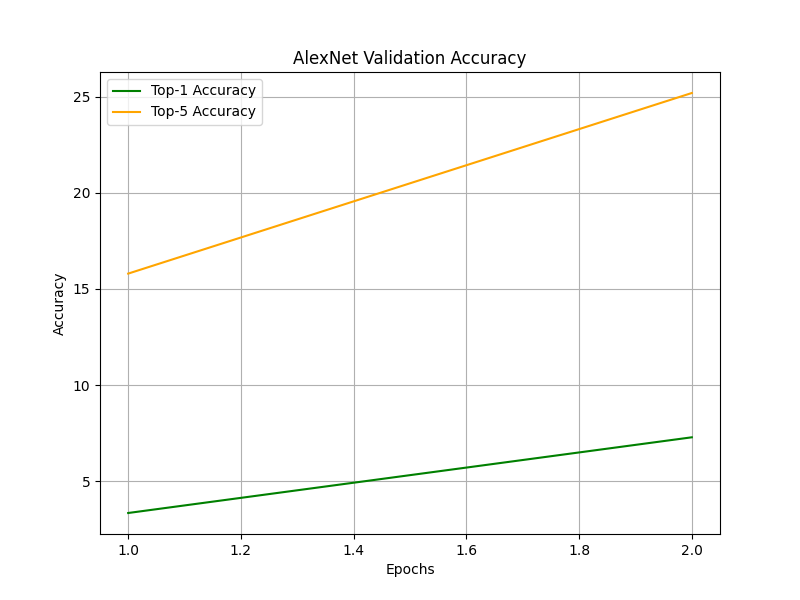 AlexNet Validation Accuracy
Top-1 Accuracy
Top-5 Accuracy
25
20
15
10
5
Accuracy
1.0 1.2 1.4 1.6 1.8 2.0
Epochs